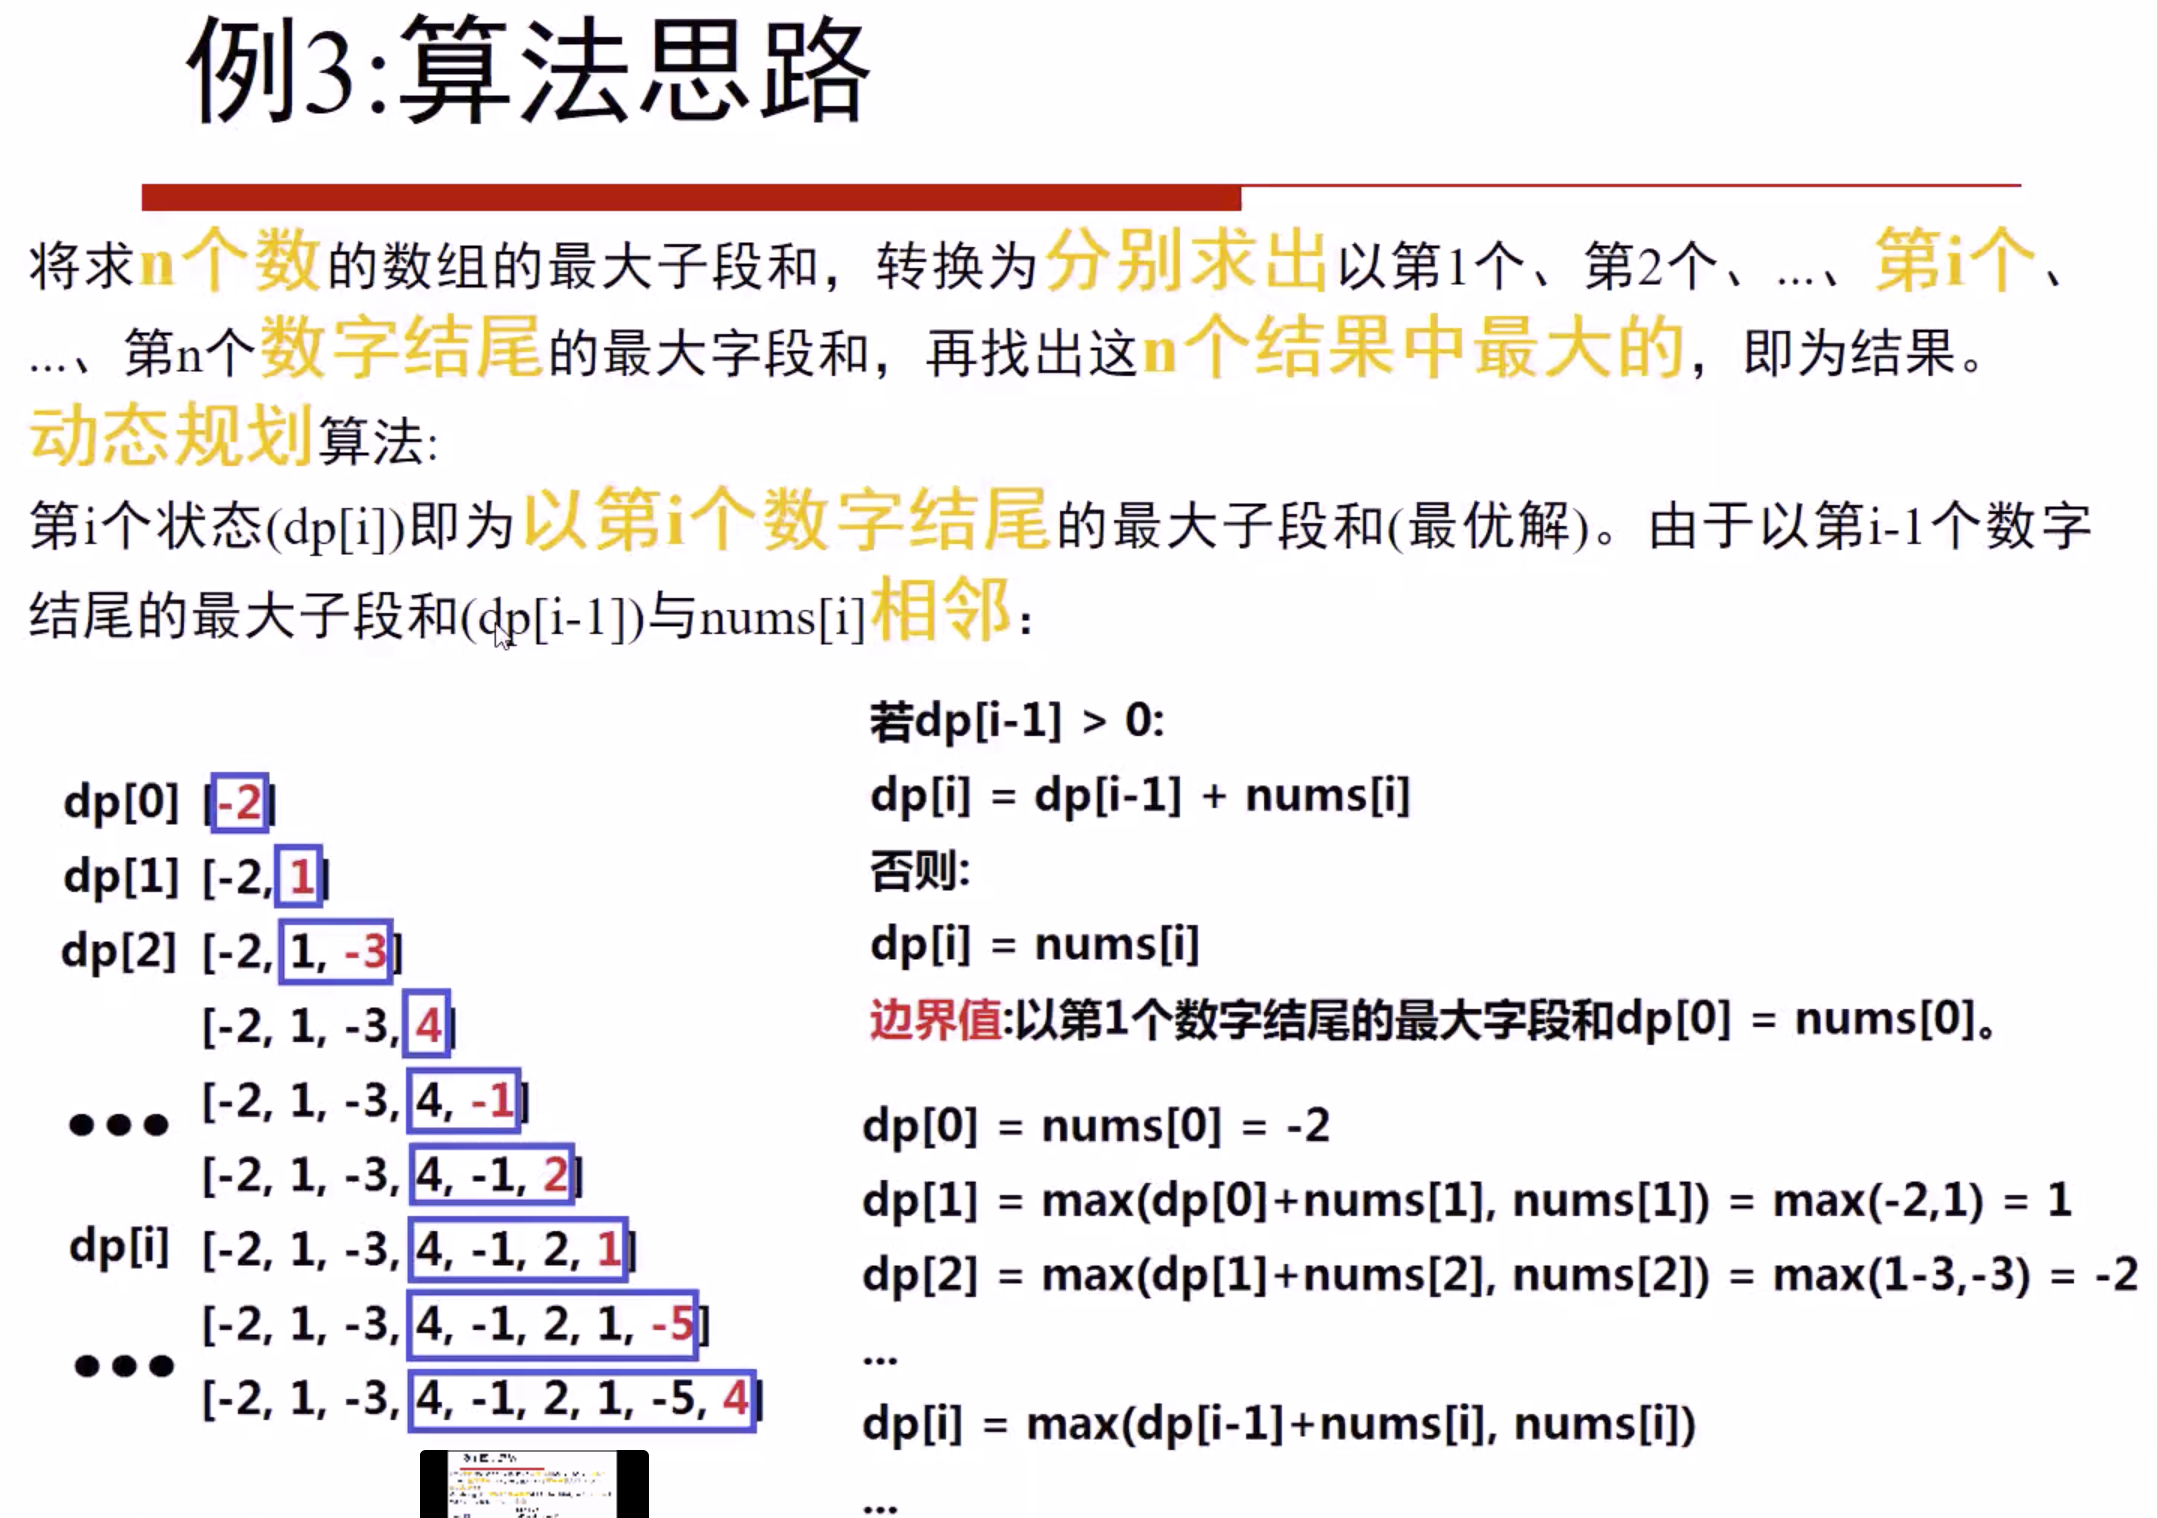 例3:算法思路
将求n个数的数组的最大子段和，转换为分别求出以第1个、第2个、...、第i个、
...、第n个数字结尾的最大字段和，再找出这n个结果中最大的，即为结果。
动态规划算法:
第i个状态(dp[i])即为以第i个数字结尾的最大子段和(最优解)。由于以第i-1个数字
结尾的最大子段和(dp[i-1])与nums[i]相邻：
dp[0] [-2]
dp[1] [-2, 1]
dp[2] [-2, 1, -3]
[-2, 1, -3, 4]
••• [-2, 1, -3, 4, -1]
[-2, 1, -3, 4, -1, 2]
dp[i] [-2, 1, -3, 4, -1, 2, 1]
[-2, 1, -3, 4, -1, 2, 1, -5]
••• [-2, 1, -3, 4, -1, 2, 1, -5, 4]
若dp[i-1] > 0:
dp[i] = dp[i-1] + nums[i]
否则:
dp[i] = nums[i]
边界值:以第1个数字结尾的最大字段和dp[0] = nums[0]。
dp[0] = nums[0] = -2
dp[1] = max(dp[0]+nums[1], nums[1]) = max(-2,1) = 1
dp[2] = max(dp[1]+nums[2], nums[2]) = max(1-3,-3) = -2
...
dp[i] = max(dp[i-1]+nums[i], nums[i])
...